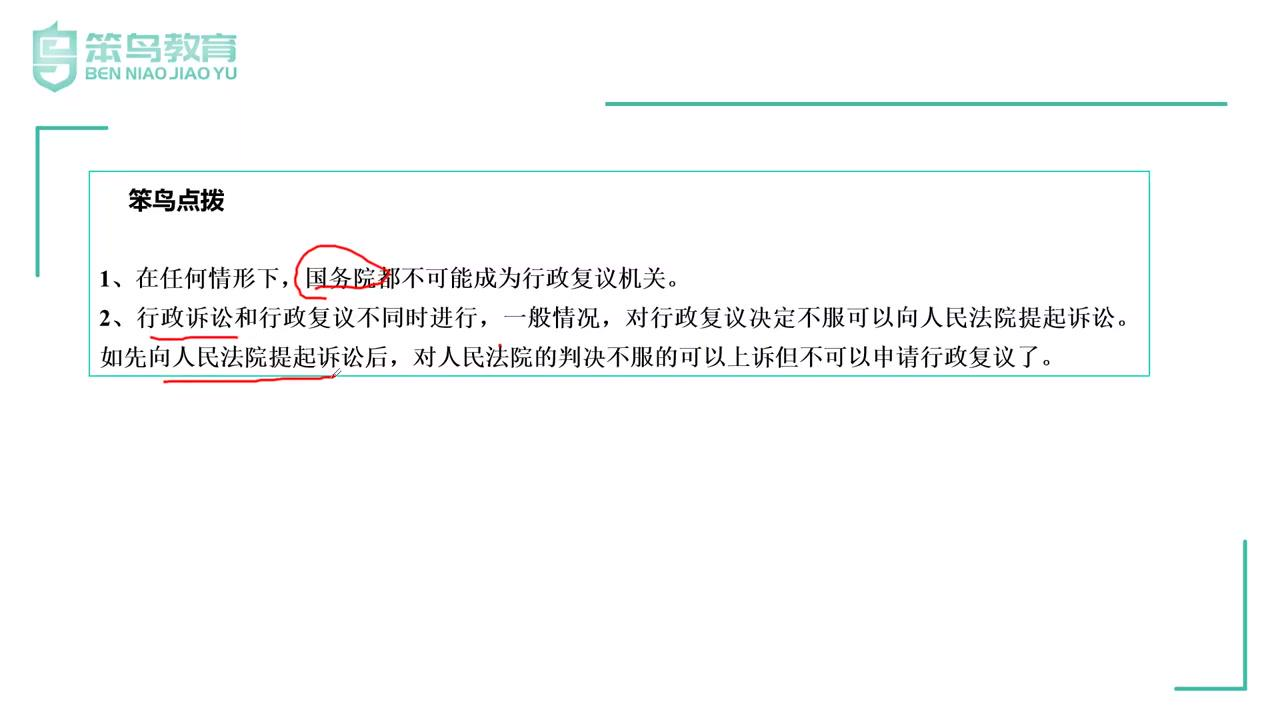 笨鸟教育
BEN NIAO JIAO YU
笨鸟点拨
1、在任何情形下，国务院都不可能成为行政复议机关。
2、行政诉讼和行政复议不同时进行，一般情况，对行政复议决定不服可以向人民法院提起诉讼。
如先向人民法院提起诉讼后，对人民法院的判决不服的可以上诉但不可以申请行政复议了。